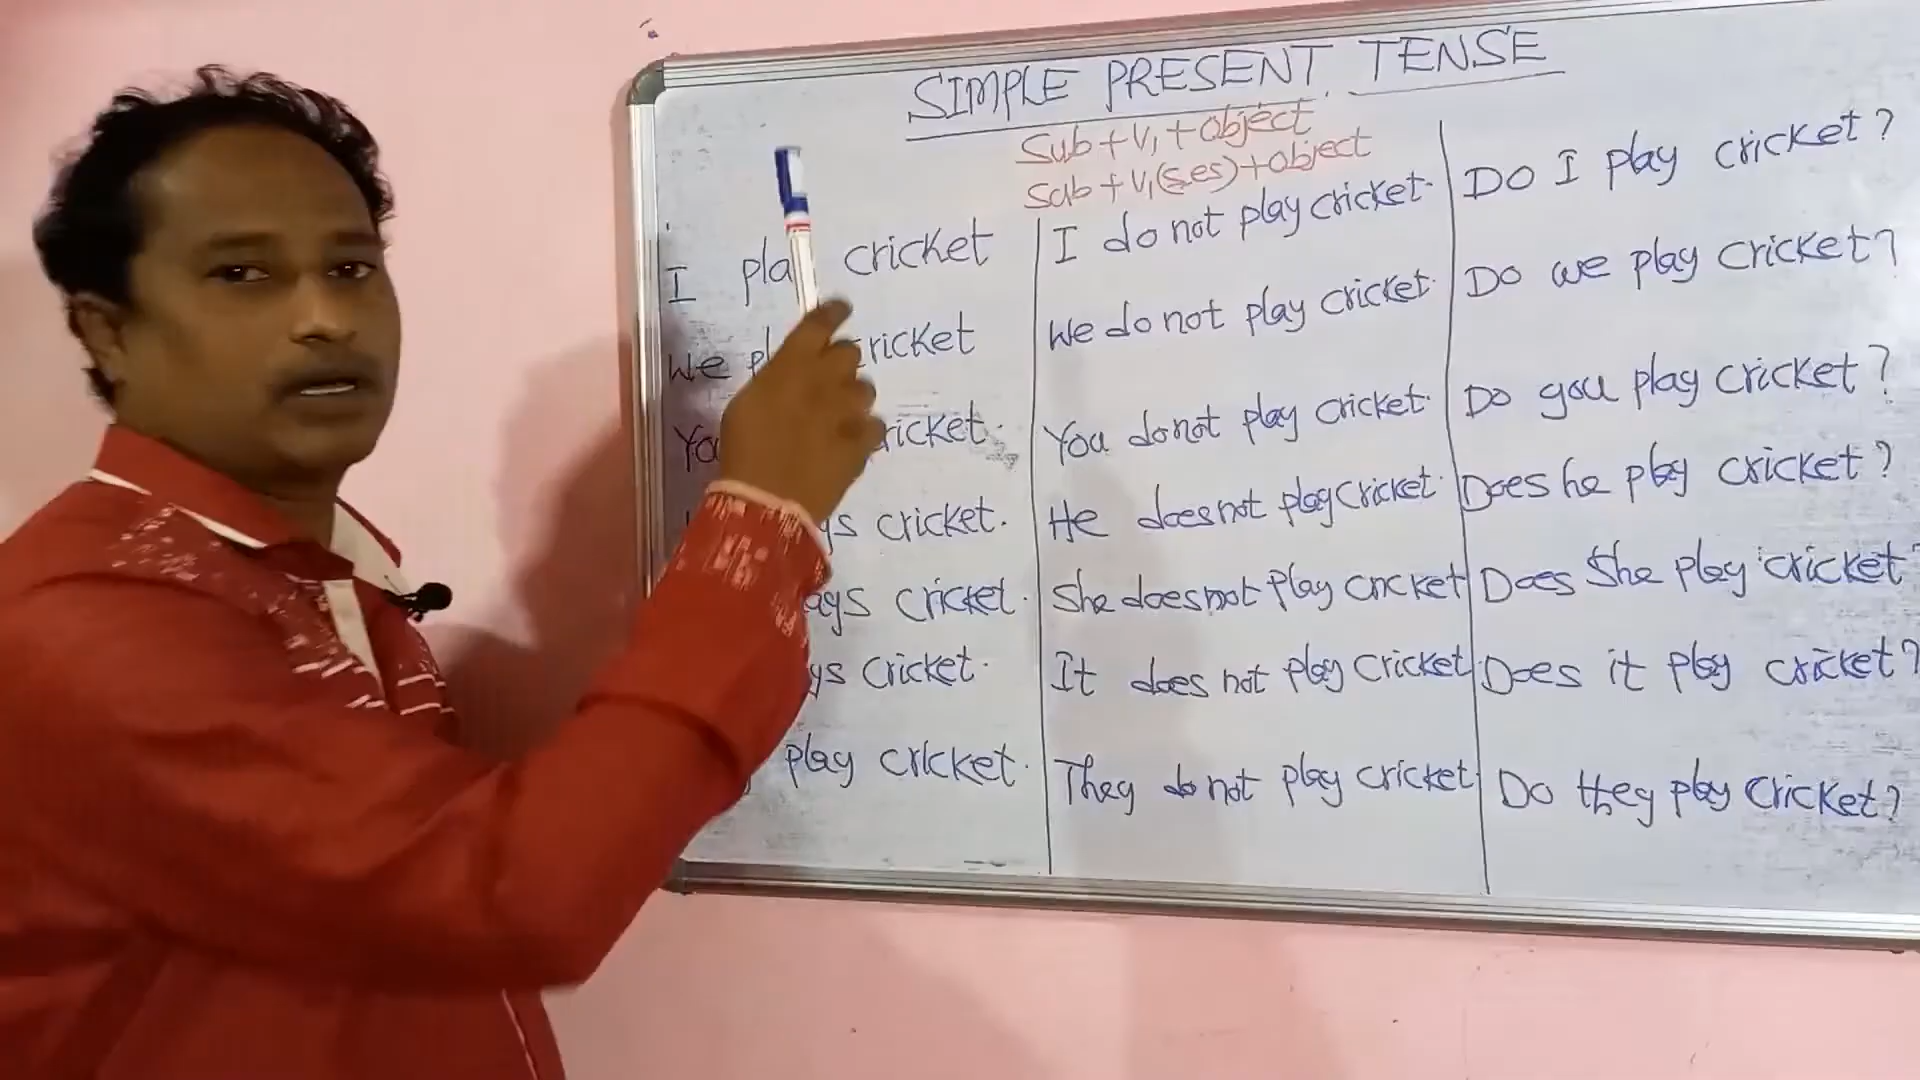 SIMPLE PRESENT TENSE
Sub + V1 + object
Sub + V1(s.es) + object
I cricket
We
cricket.
cricket.
cricket.
play cricket.
I do not play cricket.
We do not play cricket.
You do not play cricket.
He does not play cricket.
She does not play cricket
It does not play cricket
They do not play cricket
Do I play cricket?
Do we play cricket?
Do you play cricket?
Does he play cricket?
Does She play cricket?
Does it play cricket?
Do they play cricket?